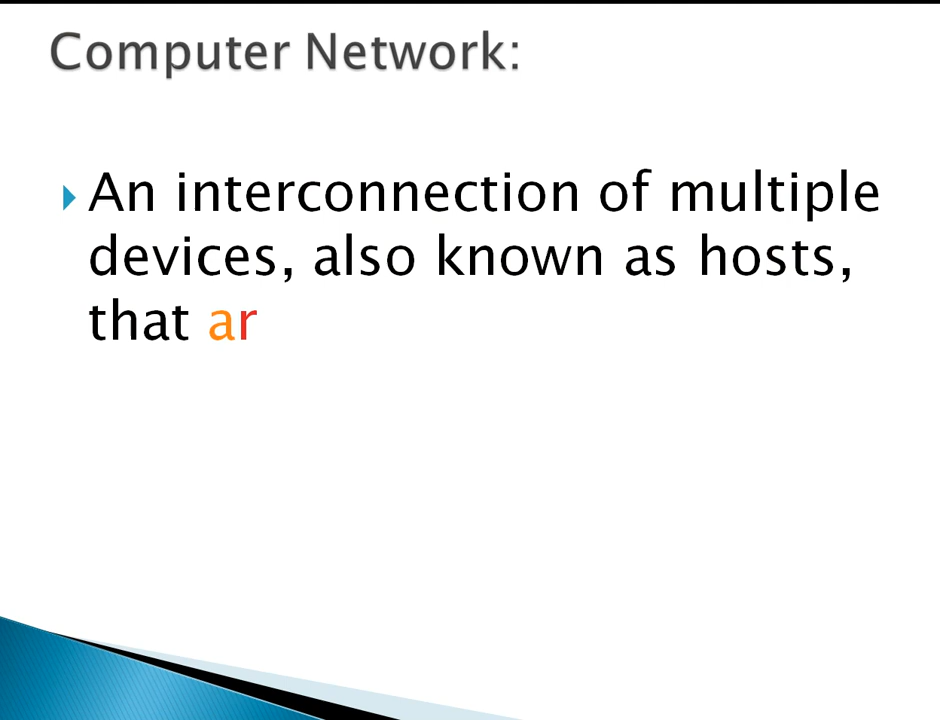 Computer Network:
An interconnection of multiple
devices, also known as hosts,
that ar